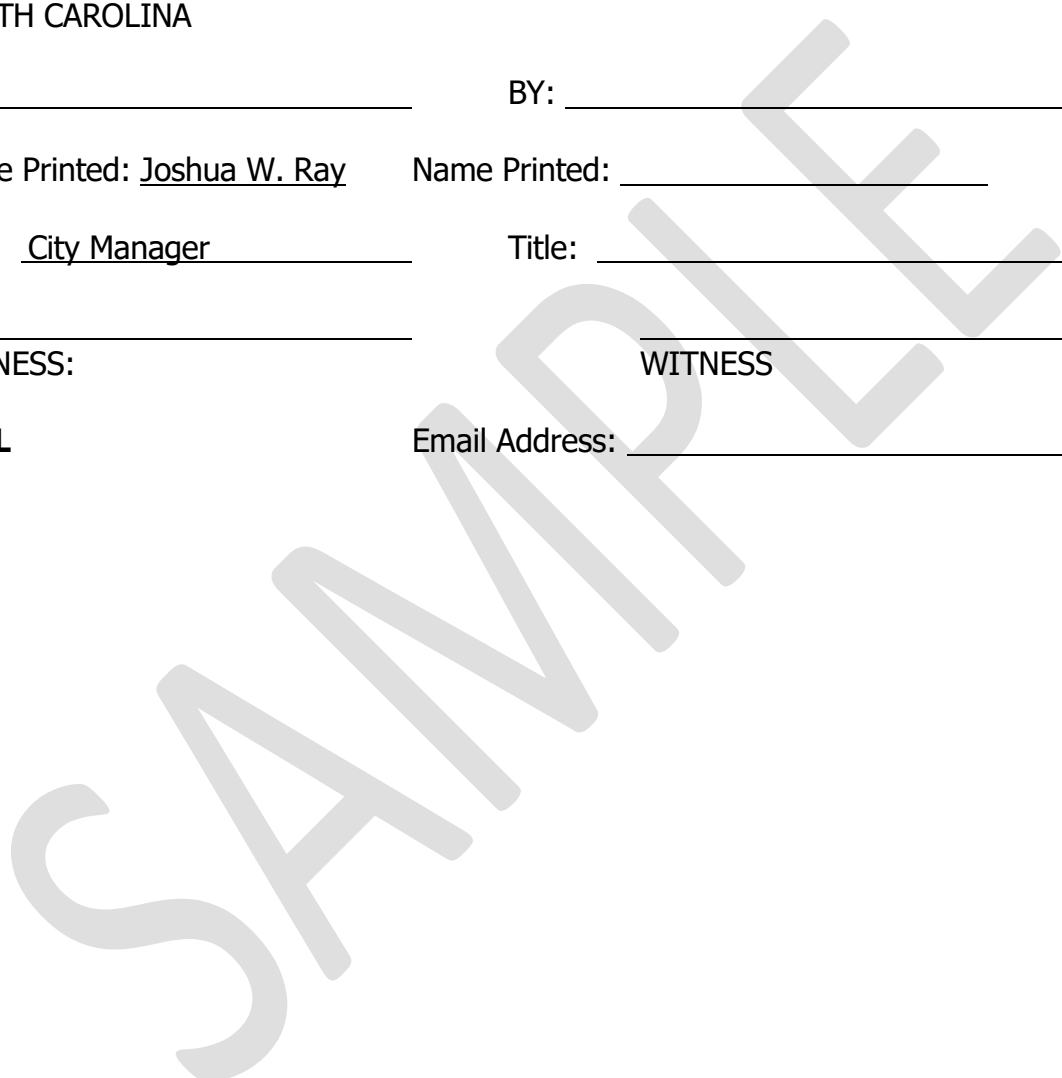 TH CAROLINA
BY:
e Printed: Joshua W. Ray Name Printed:
City Manager Title:
NESS: WITNESS
L Email Address:
SAMPLE